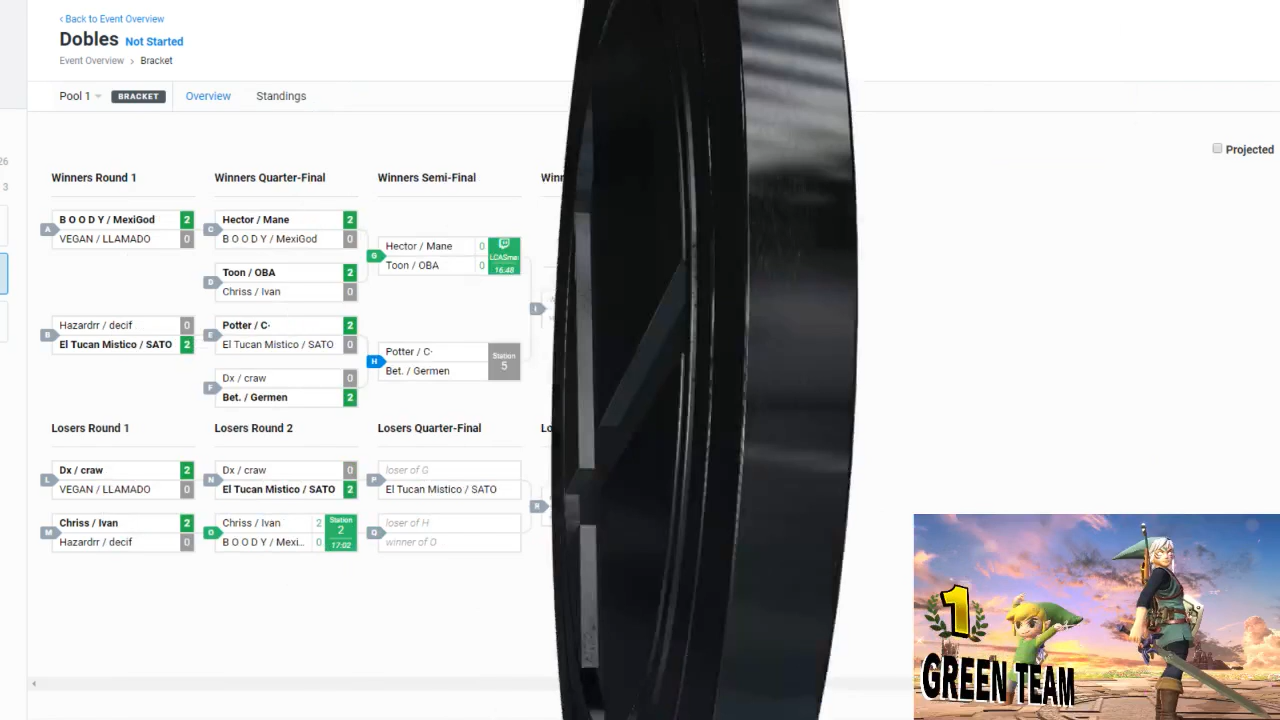 ‹ Back to Event Overview
Dobles Not Started
Event Overview > Bracket
Pool 1 BRACKET Overview Standings
26
3
Projected
Winners Round 1
Winners Quarter-Final
Winners Semi-Final
A
B O O D Y / MexiGod 2
VEGAN / LLAMADO 0
B
Hazardrr / decif 0
El Tucan Mistico / SATO 2
C
Hector / Mane 2
B O O D Y / MexiGod 0
D
Toon / OBA 2
Chriss / Ivan 0
E
Potter / C· 2
El Tucan Mistico / SATO 0
F
Dx / craw 0
Bet. / Germen 2
G
Hector / Mane 0
Toon / OBA 0
16:48
H
Potter / C·
Bet. / Germen
Station
5
I
Losers Round 1
Losers Round 2
Losers Quarter-Final
L
Dx / craw 2
VEGAN / LLAMADO 0
M
Chriss / Ivan 2
Hazardrr / decif 0
N
Dx / craw 0
El Tucan Mistico / SATO 2
O
Chriss / Ivan 2
B O O D Y / Mexi... 0
Station
2
17:02
P
loser of G
El Tucan Mistico / SATO
Q
loser of H
winner of O
R
1
GREEN TEAM